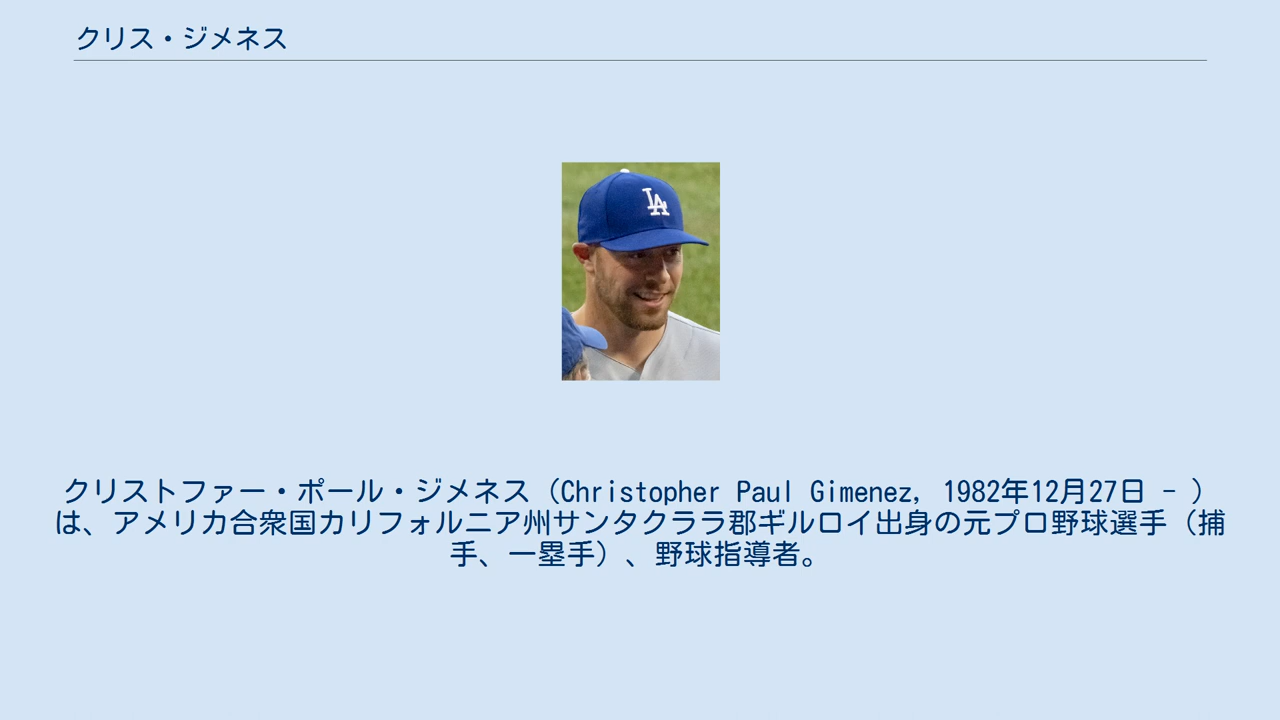 クリス・ジメネス
LA
クリストファー・ポール・ジメネス（Christopher Paul Gimenez, 1982年12月27日 - ）
は、アメリカ合衆国カリフォルニア州サンタクララ郡ギルロイ出身の元プロ野球選手（捕
手、一塁手）、野球指導者。